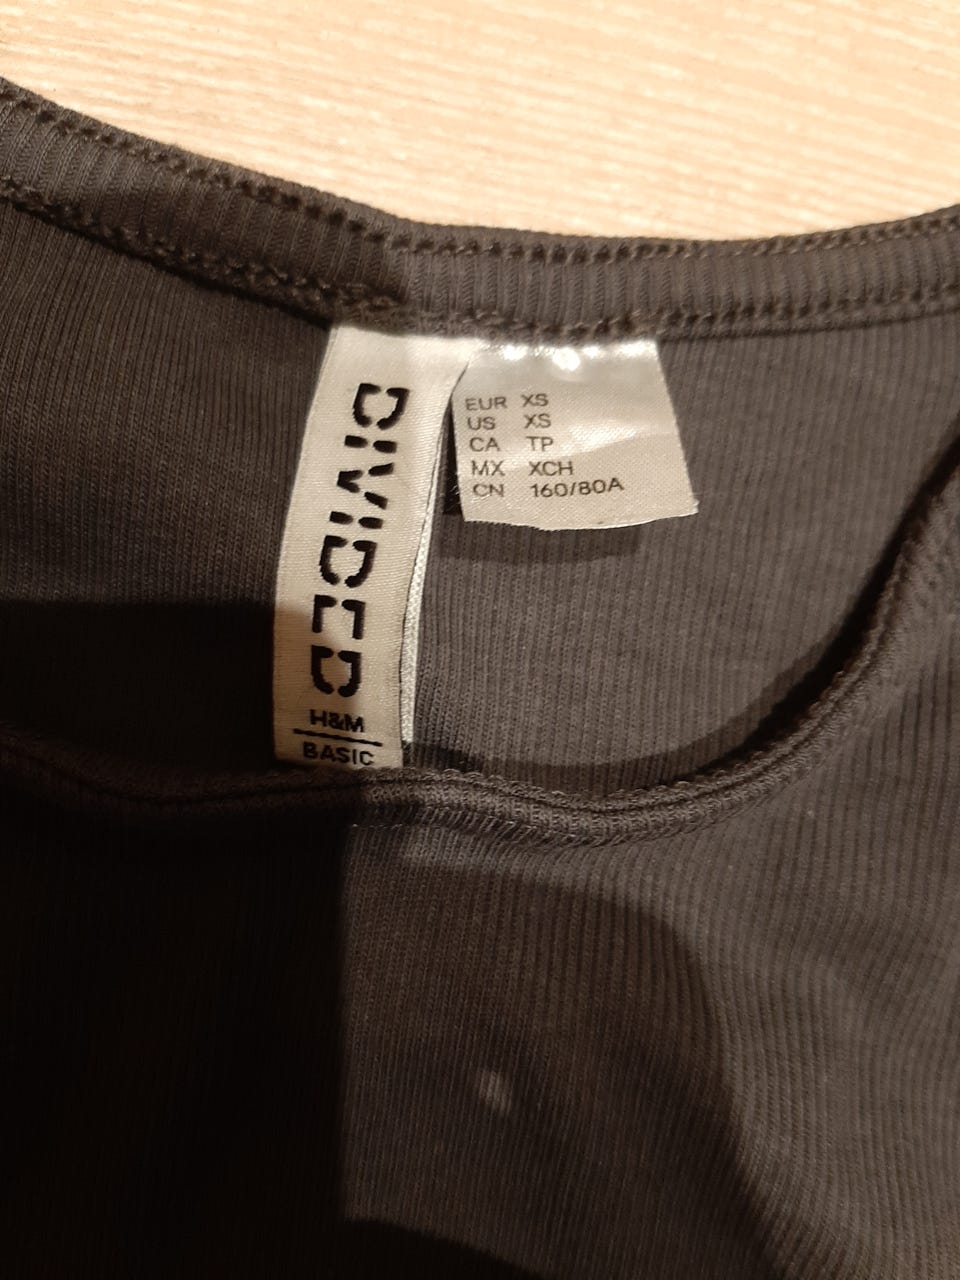 DIVIDED
H&M
BASIC
EUR XS
US XS
CA TP
MX XCH
CN 160/80A